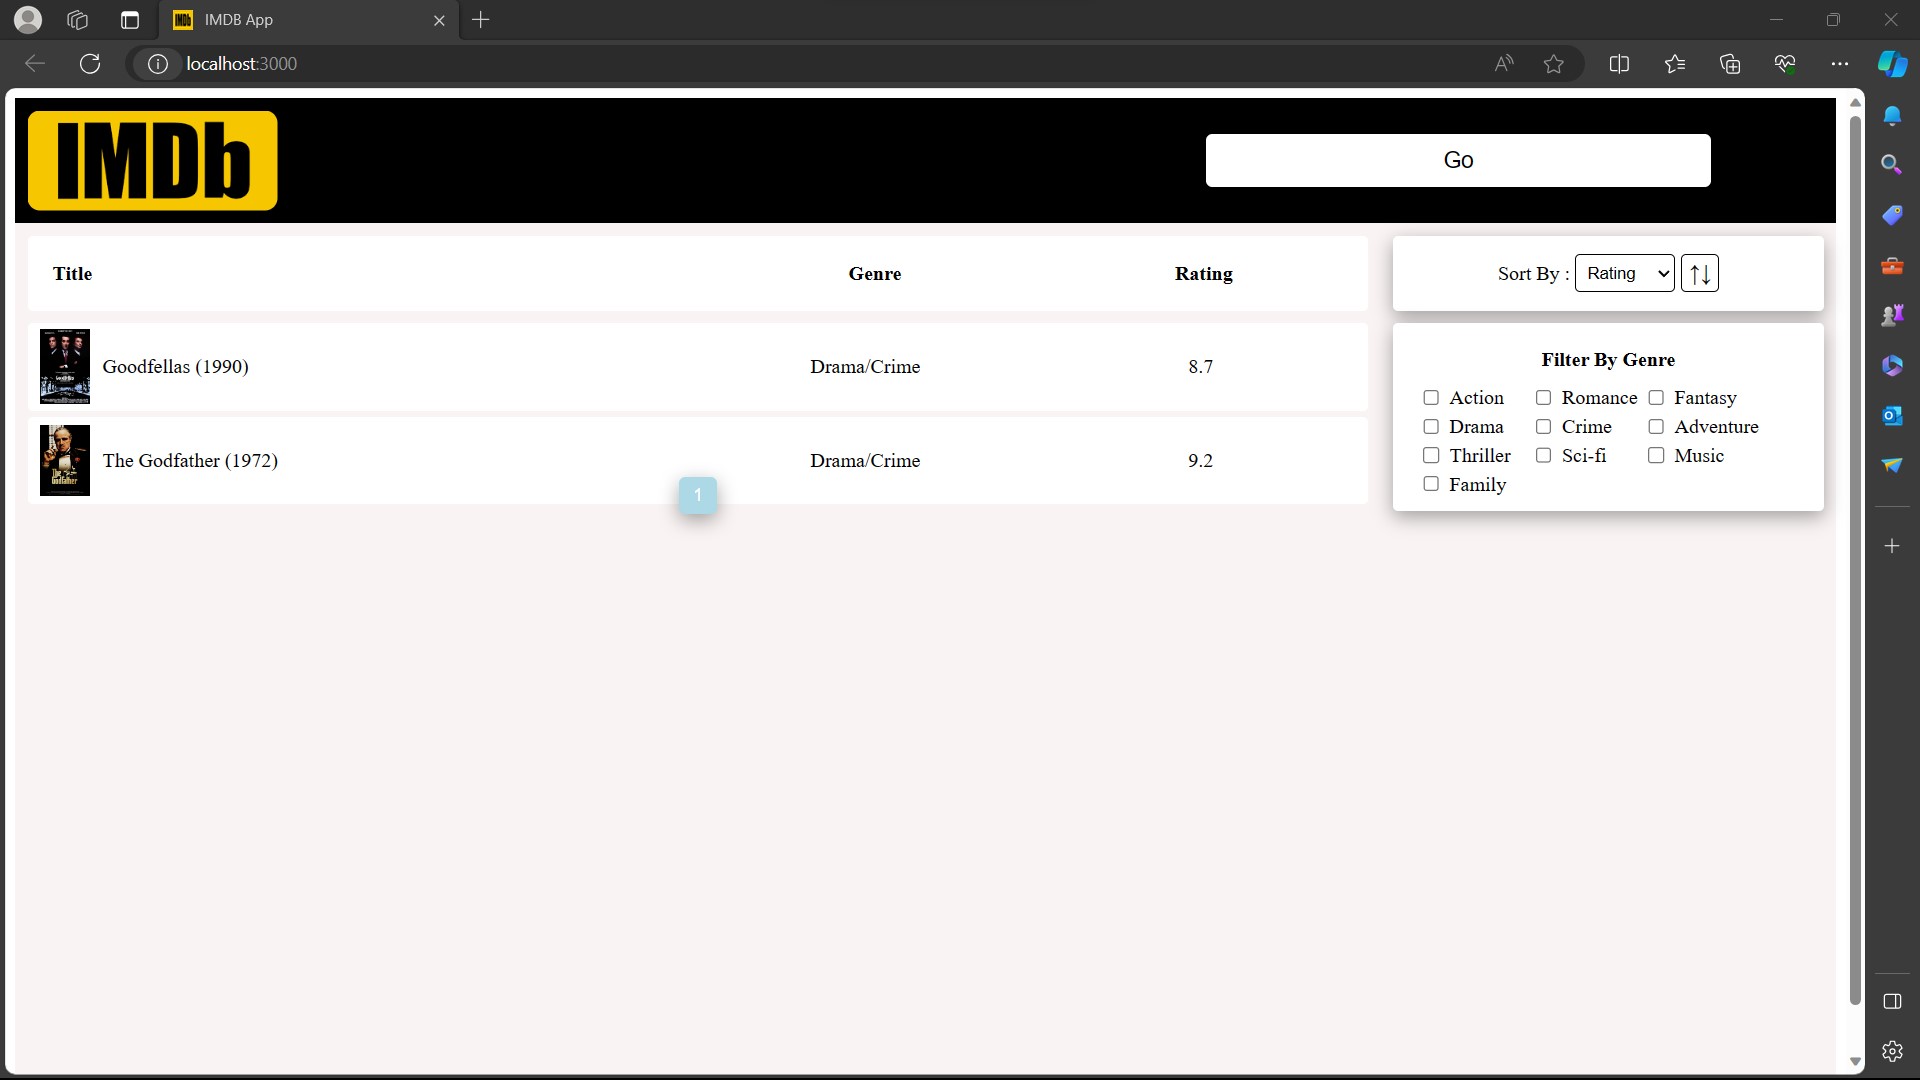 IMDB App
localhost:3000
IMDb
Go
Title Genre Rating
Sort By : Rating
Goodfellas (1990) Drama/Crime 8.7
The Godfather (1972) Drama/Crime 9.2
1
Filter By Genre
Action Romance Fantasy
Drama Crime Adventure
Thriller Sci-fi Music
Family